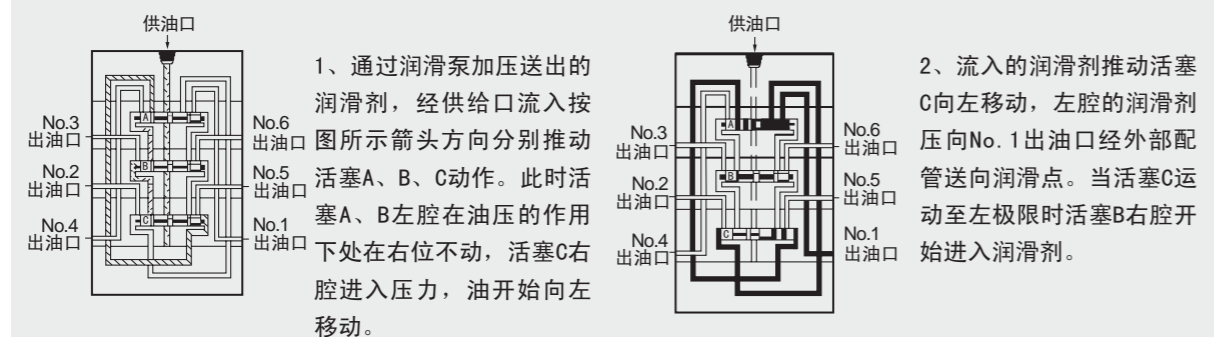 供油口
A
B
C
No.3
出油口
No.2
出油口
No.4
出油口
No.6
出油口
No.5
出油口
No.1
出油口
1、通过润滑泵加压送出的
润滑剂，经供给口流入按
图所示箭头方向分别推动
活塞A、B、C动作。此时活
塞A、B左腔在油压的作用
下处在右位不动，活塞C右
腔进入压力，油开始向左
移动。
供油口
A
B
C
No.3
出油口
No.2
出油口
No.4
出油口
No.6
出油口
No.5
出油口
No.1
出油口
2、流入的润滑剂推动活塞
C向左移动，左腔的润滑剂
压向No.1出油口经外部配
管送向润滑点。当活塞C运
动至左极限时活塞B右腔开
始进入润滑剂。